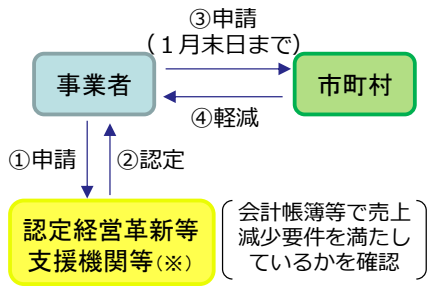 ③申請
（１月末日まで）
事業者
市町村
④軽減
①申請
②認定
認定経営革新等
支援機関等(※)
会計帳簿等で売上
減少要件を満たし
ているかを確認